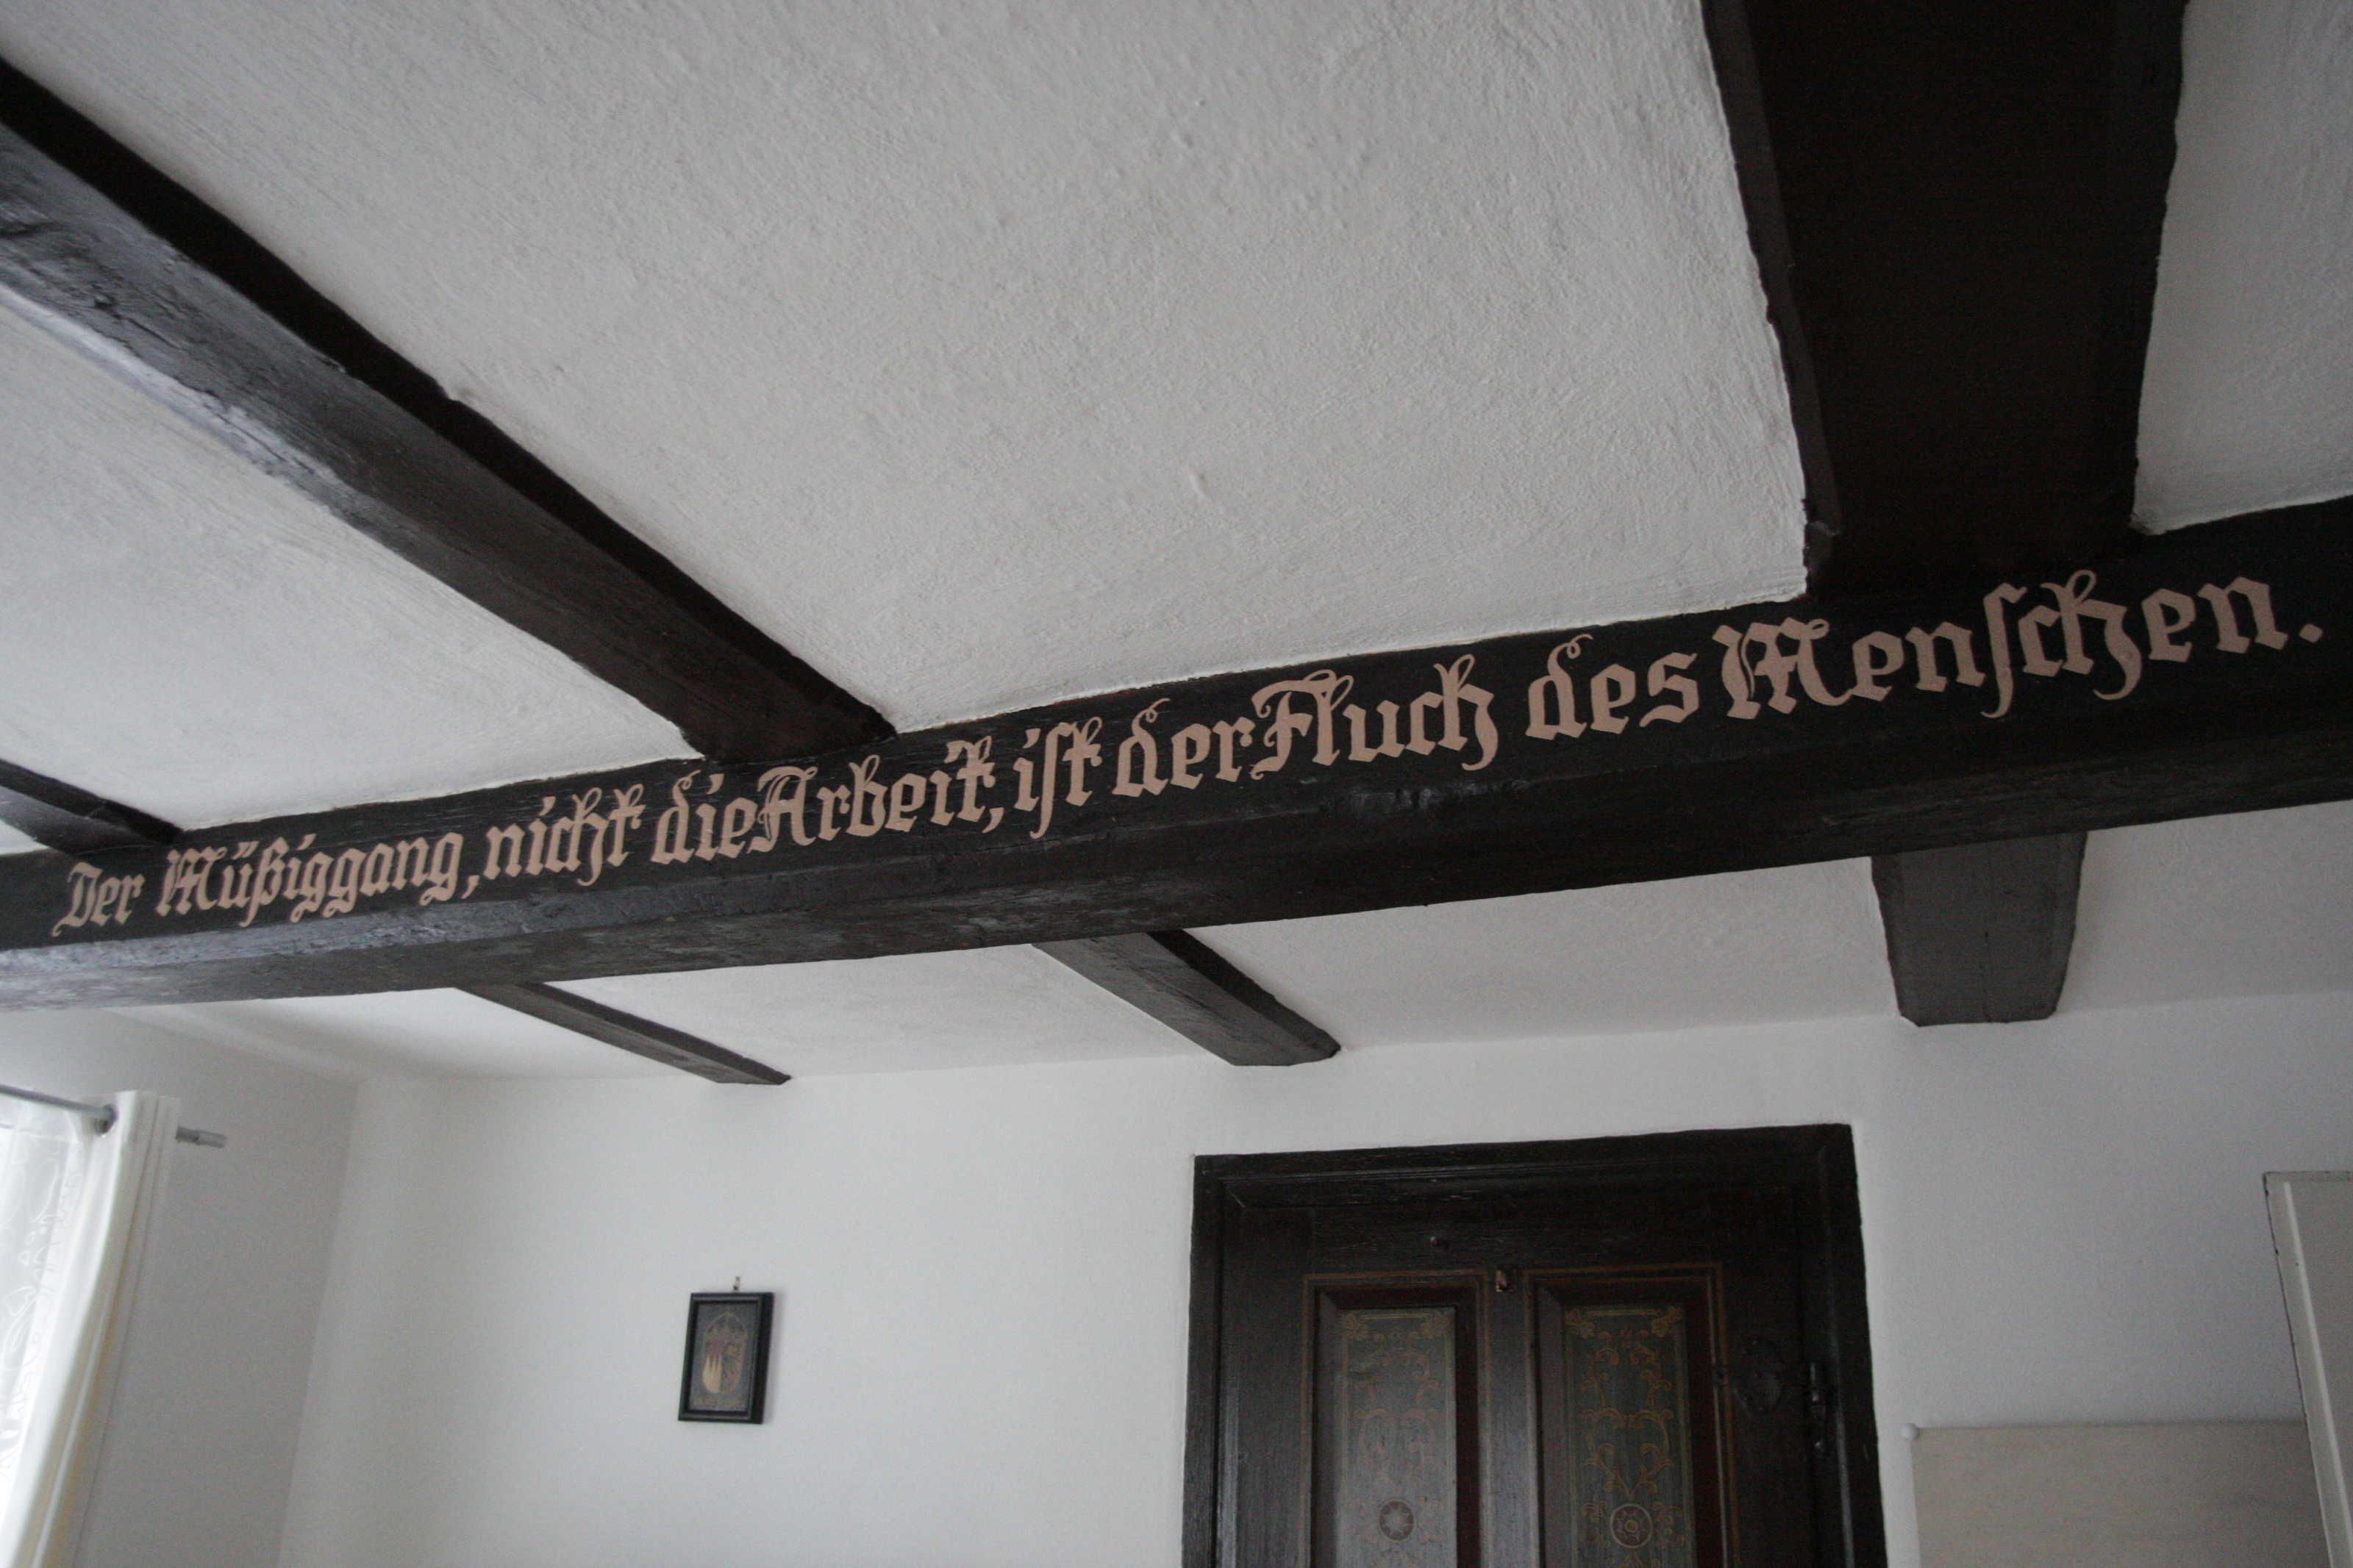 Der Müßiggang, nicht die Arbeit, ist der Fluch des Menschen.